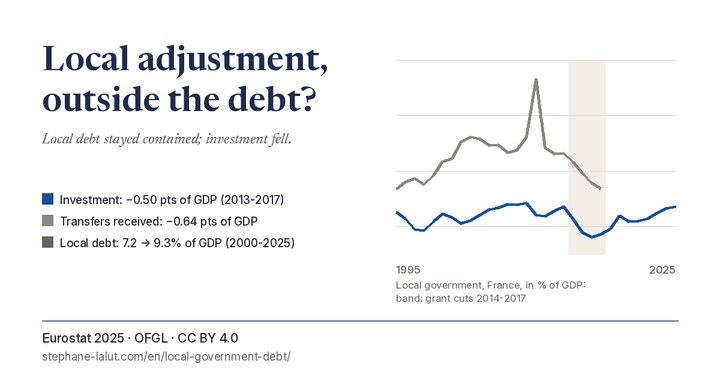 Local adjustment,
outside the debt?
Local debt stayed contained; investment fell.
Investment: −0.50 pts of GDP (2013-2017)
Transfers received: −0.64 pts of GDP
Local debt: 7.2 → 9.3% of GDP (2000-2025)
1995 2025
Local government, France, in % of GDP:
band: grant cuts 2014-2017
Eurostat 2025 · OFGL · CC BY 4.0
stephane-lalut.com/en/local-government-debt/